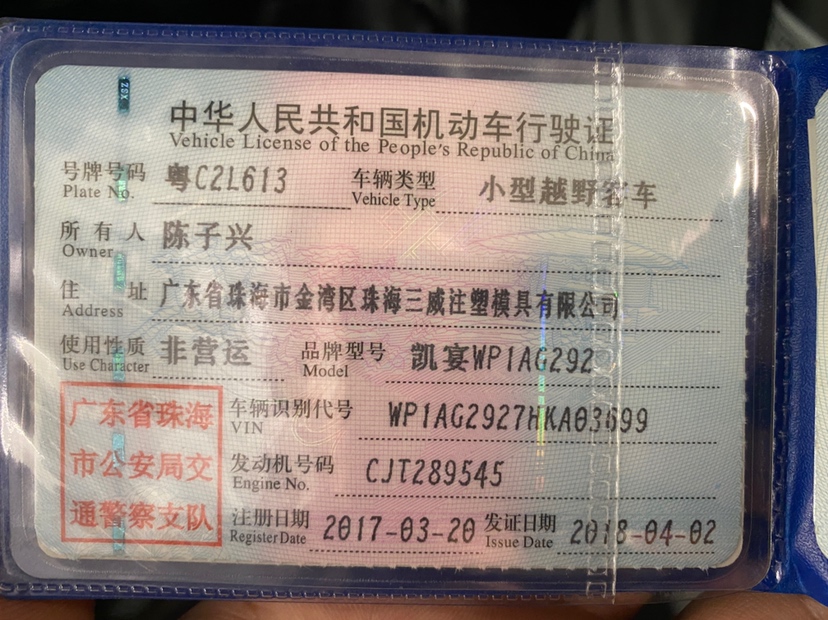 中华人民共和国机动车行驶证
Vehicle License of the People's Republic of China
号牌号码 粤C2L613 车辆类型 小型越野客车
Plate No. Vehicle Type
所有人 陈子兴
Owner
住址 广东省珠海市金湾区珠海三威注塑模具有限公司
Address
使用性质 非营运 品牌型号 凯宴WP1AG292
Use Character Model
广东省珠海 车辆识别代号 WP1AG2927HKA03699
VIN
市公安局交 发动机号码 CJT289545
Engine No.
通警察支队 注册日期 2017-03-20 发证日期 2018-04-02
Register Date Issue Date